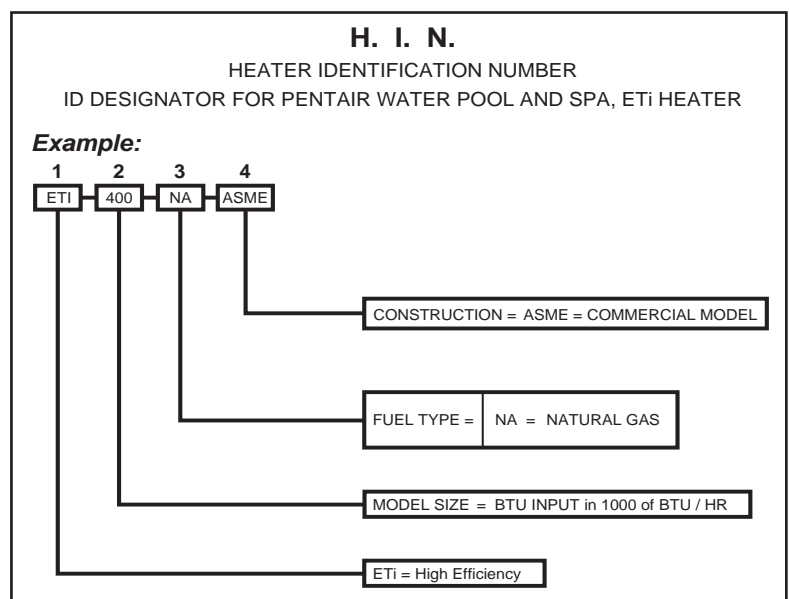 H. I. N.
HEATER IDENTIFICATION NUMBER
ID DESIGNATOR FOR PENTAIR WATER POOL AND SPA, ETi HEATER
Example:
1 2 3 4
ETI 400 NA ASME
CONSTRUCTION = ASME = COMMERCIAL MODEL
FUEL TYPE = NA = NATURAL GAS
MODEL SIZE = BTU INPUT in 1000 of BTU / HR
ETi = High Efficiency